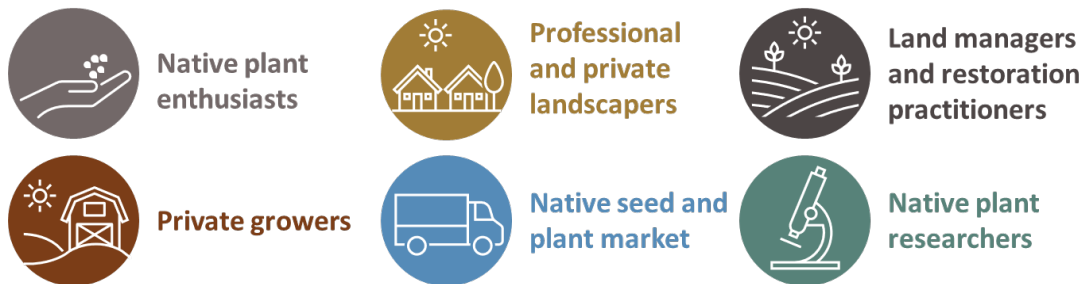 Native plant
enthusiasts
Professional
and private
landscapers
Land managers
and restoration
practitioners
Private growers
Native seed and
plant market
Native plant
researchers